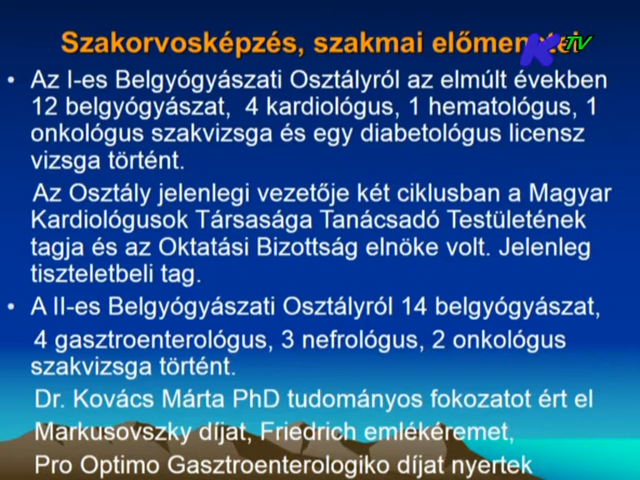 Szakorvosképzés, szakmai előmenetel
K TV
• Az I-es Belgyógyászati Osztályról az elmúlt években
12 belgyógyászat, 4 kardiológus, 1 hematológus, 1
onkológus szakvizsga és egy diabetológus licensz
vizsga történt.
Az Osztály jelenlegi vezetője két ciklusban a Magyar
Kardiológusok Társasága Tanácsadó Testületének
tagja és az Oktatási Bizottság elnöke volt. Jelenleg
tiszteletbeli tag.
• A II-es Belgyógyászati Osztályról 14 belgyógyászat,
4 gasztroenterológus, 3 nefrológus, 2 onkológus
szakvizsga történt.
Dr. Kovács Márta PhD tudományos fokozatot ért el
Markusovszky díjat, Friedrich emlékéremet,
Pro Optimo Gasztroenterologiko díjat nyertek